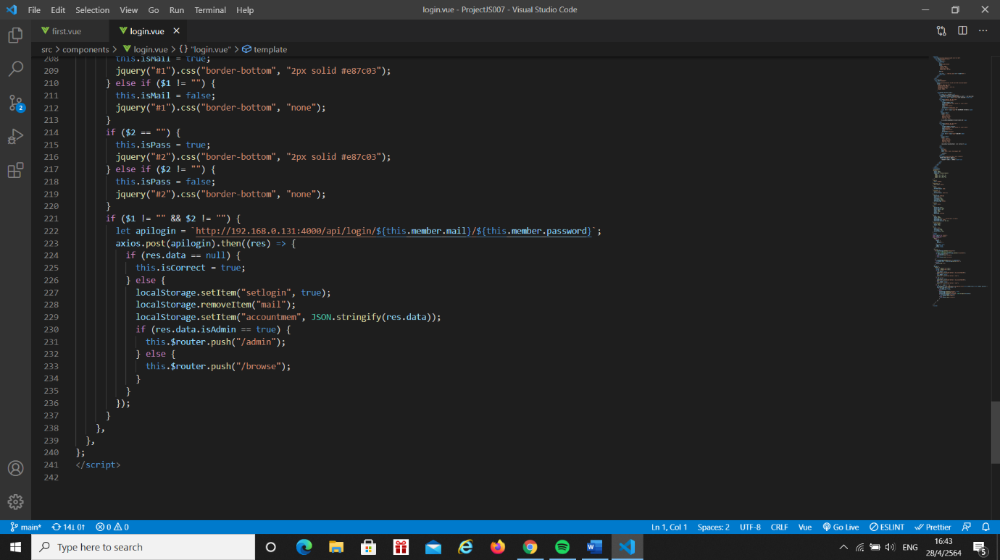 File Edit Selection View Go Run Terminal Help login.vue - ProjectJS007 - Visual Studio Code
first.vue login.vue
src > components > login.vue > {} "login.vue" > template
208 this.isMail = true;
209 jquery("#1").css("border-bottom", "2px solid #e87c03");
210 } else if ($1 != "") {
211 this.isMail = false;
212 jquery("#1").css("border-bottom", "none");
213 }
214 if ($2 == "") {
215 this.isPass = true;
216 jquery("#2").css("border-bottom", "2px solid #e87c03");
217 } else if ($2 != "") {
218 this.isPass = false;
219 jquery("#2").css("border-bottom", "none");
220 }
221 if ($1 != "" && $2 != "") {
222 let apilogin = `http://192.168.0.131:4000/api/login/${this.member.mail}/${this.member.password}`;
223 axios.post(apilogin).then((res) => {
224 if (res.data == null) {
225 this.isCorrect = true;
226 } else {
227 localStorage.setItem("setlogin", true);
228 localStorage.removeItem("mail");
229 localStorage.setItem("accountmem", JSON.stringify(res.data));
230 if (res.data.isAdmin == true) {
231 this.$router.push("/admin");
232 } else {
233 this.$router.push("/browse");
234 }
235 }
236 });
237 }
238 },
239 },
240 };
241 </script>
242
2
main* 14↓ 0↑ 0 0 Ln 1, Col 1 Spaces: 2 UTF-8 CRLF Vue Go Live ESLINT Prettier
Type here to search
ENG
16:43
28/4/2564
5